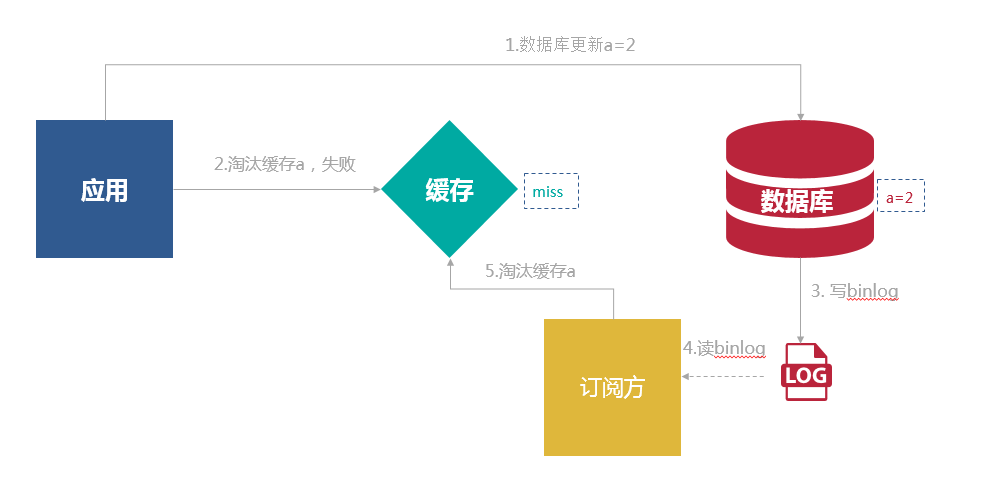 1.数据库更新a=2
2.淘汰缓存a，失败
应用
缓存
miss
数据库
a=2
5.淘汰缓存a
3. 写binlog
4.读binlog
LOG
订阅方